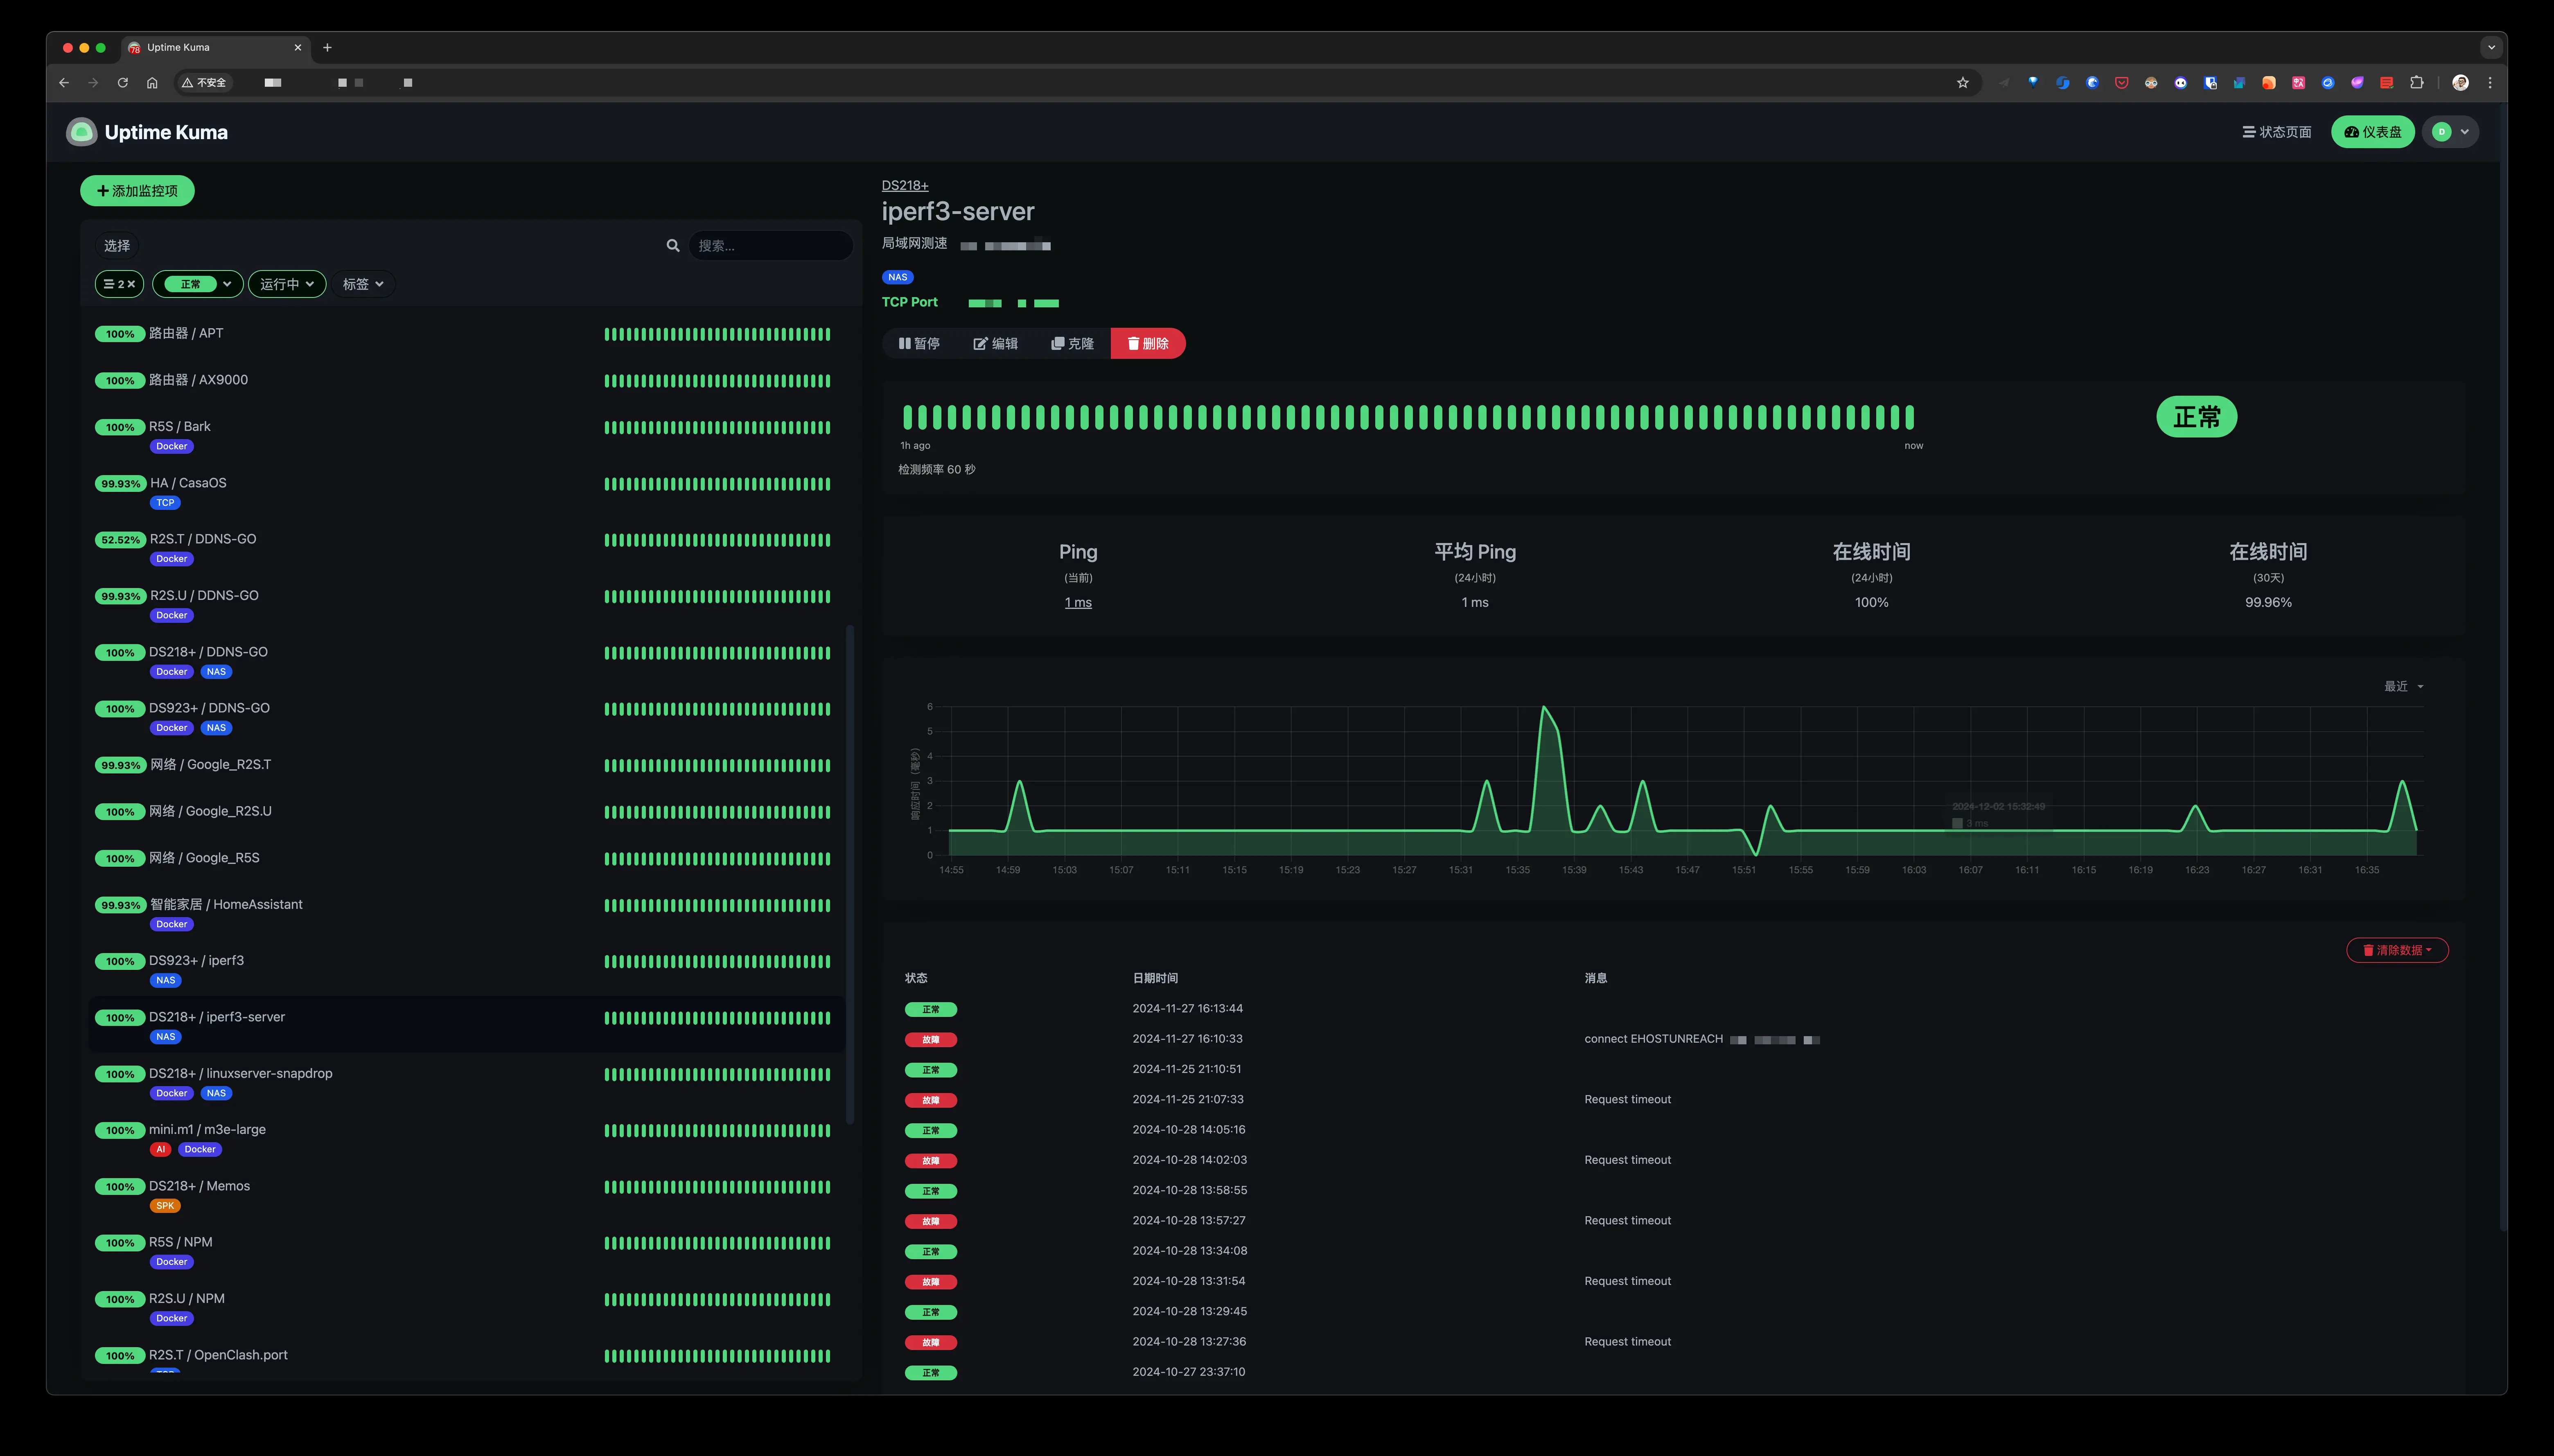 78
Uptime Kuma
不安全
Uptime Kuma
状态页面
仪表盘
D
添加监控项
选择
搜索...
2
正常
运行中
标签
100% 路由器 / APT
100% 路由器 / AX9000
100% R5S / Bark
Docker
99.93% HA / CasaOS
TCP
52.52% R2S.T / DDNS-GO
Docker
99.93% R2S.U / DDNS-GO
Docker
100% DS218+ / DDNS-GO
Docker NAS
100% DS923+ / DDNS-GO
Docker NAS
99.93% 网络 / Google_R2S.T
100% 网络 / Google_R2S.U
100% 网络 / Google_R5S
99.93% 智能家居 / HomeAssistant
Docker
100% DS923+ / iperf3
NAS
100% DS218+ / iperf3-server
NAS
100% DS218+ / linuxserver-snapdrop
Docker NAS
100% mini.m1 / m3e-large
AI Docker
100% DS218+ / Memos
SPK
100% R5S / NPM
Docker
100% R2S.U / NPM
Docker
100% R2S.T / OpenClash.port
DS218+
iperf3-server
局域网测速
NAS
TCP Port
暂停 编辑 克隆 删除
正常
1h ago now
检测频率 60 秒
Ping 平均 Ping 在线时间 在线时间
(当前) (24小时) (24小时) (30天)
1 ms 1 ms 100% 99.96%
最近
响应时间（毫秒）
6
5
4
3
2
1
0
2024-12-02 15:32:49
3 ms
14:55 14:59 15:03 15:07 15:11 15:15 15:19 15:23 15:27 15:31 15:35 15:39 15:43 15:47 15:51 15:55 15:59 16:03 16:07 16:11 16:15 16:19 16:23 16:27 16:31 16:35
清除数据
状态 日期时间 消息
正常 2024-11-27 16:13:44
故障 2024-11-27 16:10:33 connect EHOSTUNREACH
正常 2024-11-25 21:10:51
故障 2024-11-25 21:07:33 Request timeout
正常 2024-10-28 14:05:16
故障 2024-10-28 14:02:03 Request timeout
正常 2024-10-28 13:58:55
故障 2024-10-28 13:57:27 Request timeout
正常 2024-10-28 13:34:08
故障 2024-10-28 13:31:54 Request timeout
正常 2024-10-28 13:29:45
故障 2024-10-28 13:27:36 Request timeout
正常 2024-10-27 23:37:10